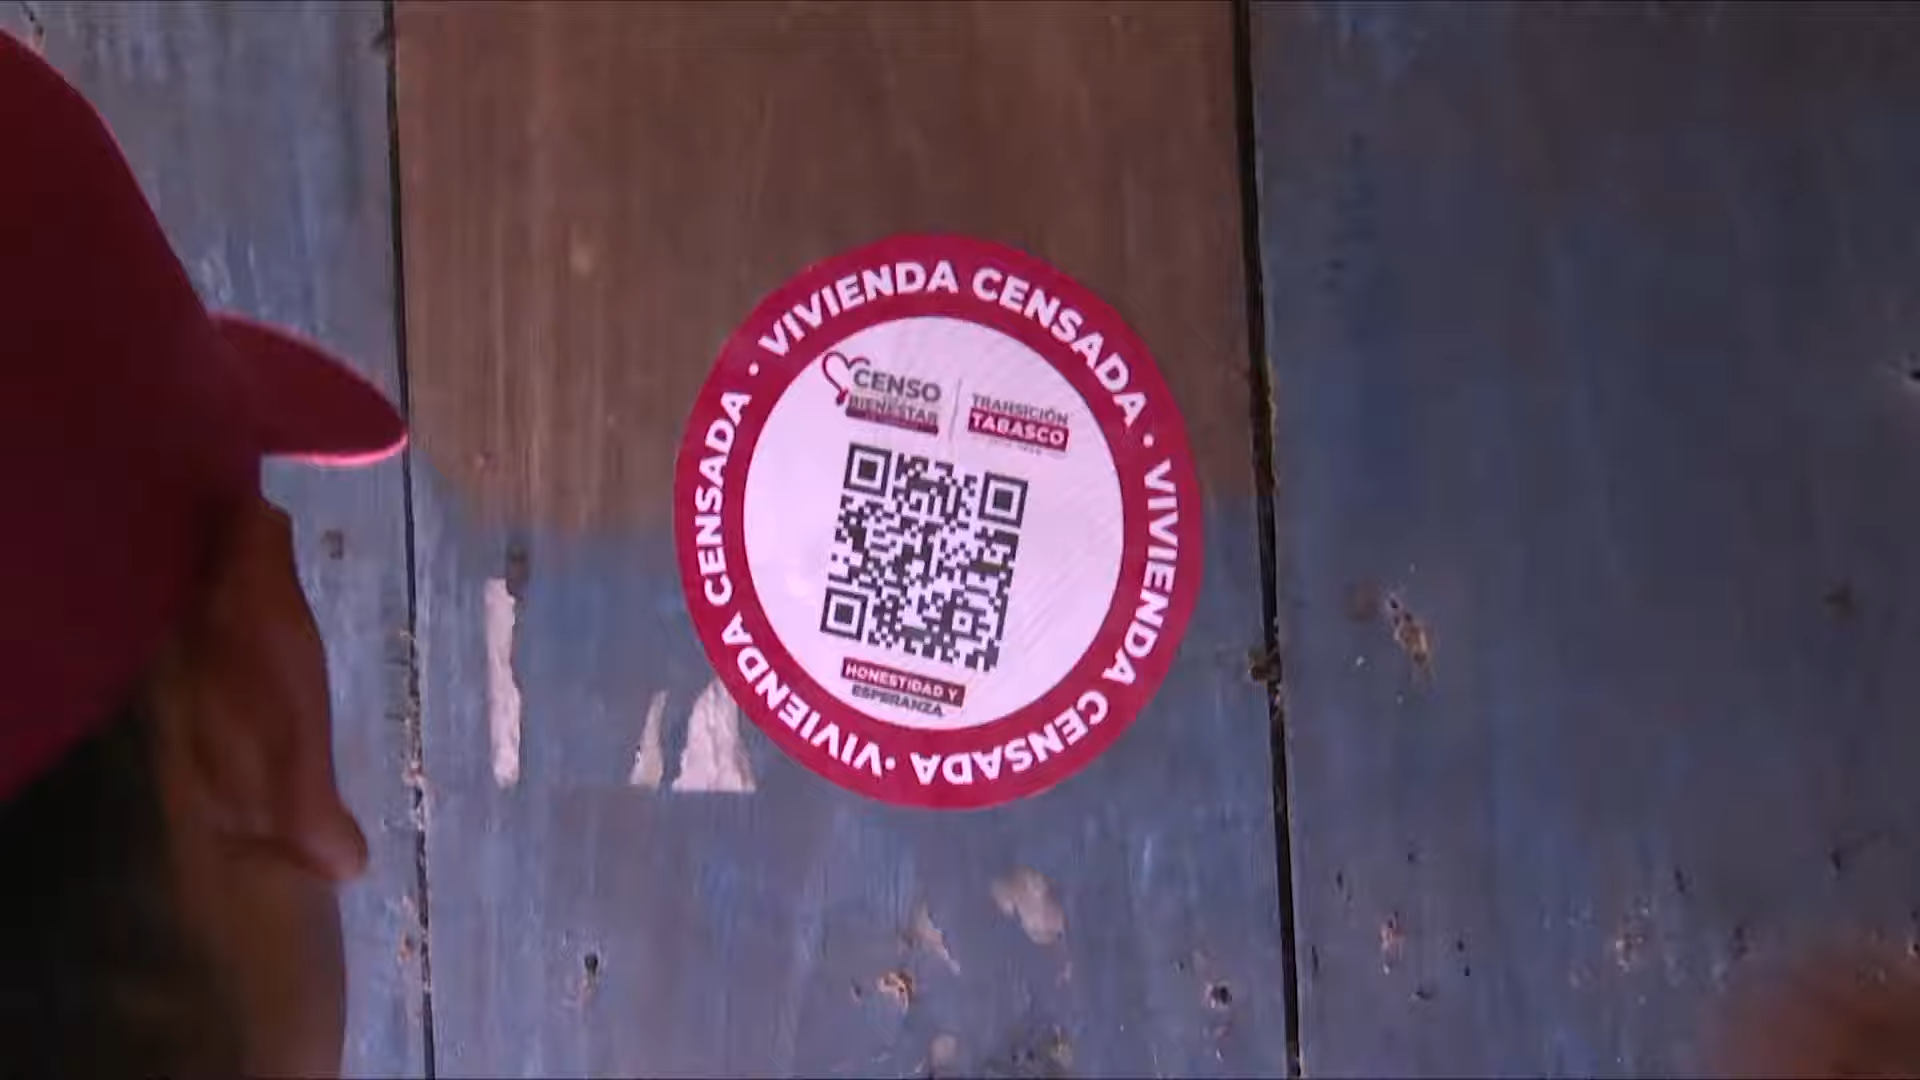 VIVIENDA CENSADA · VIVIENDA CENSADA · VIVIENDA CENSADA ·
CENSO
BIENESTAR
TRANSICIÓN
TABASCO
HONESTIDAD Y
ESPERANZA